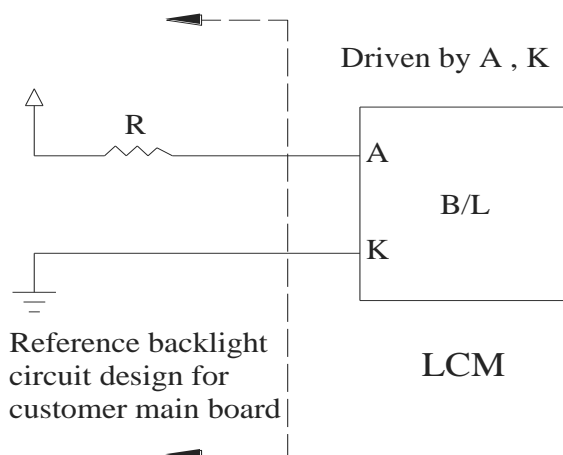 Driven by A , K
R
A
B/L
K
Reference backlight
circuit design for
customer main board
LCM